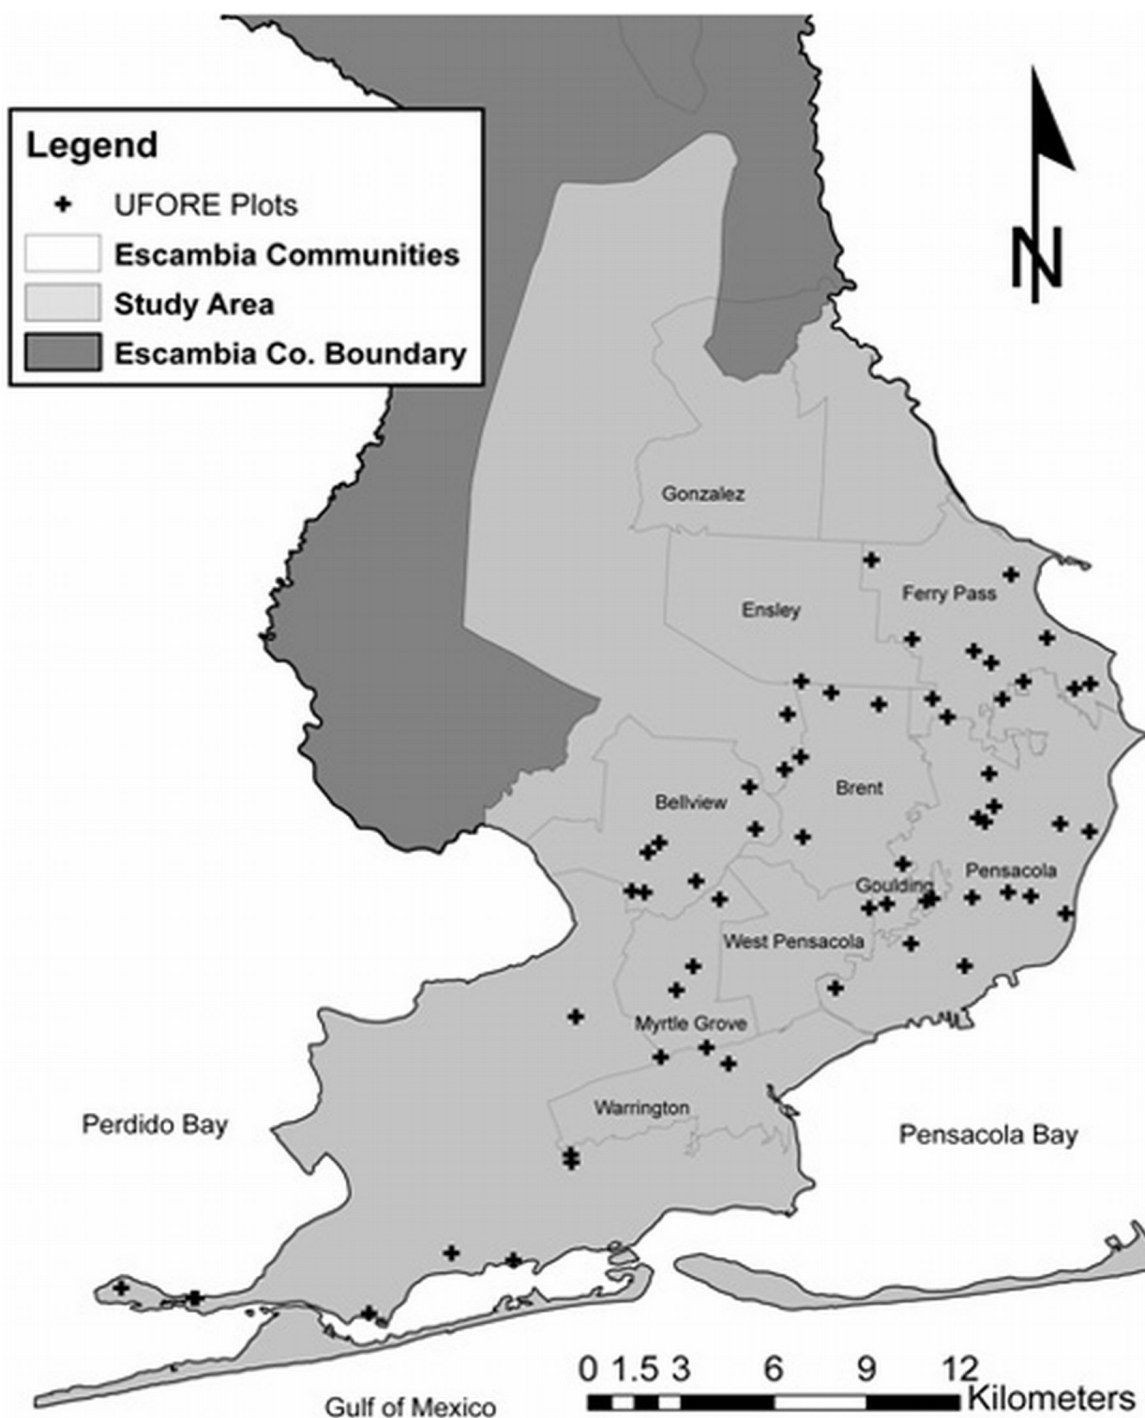 Legend
UFORE Plots
Escambia Communities
Study Area
Escambia Co. Boundary
N
Gonzalez
Ferry Pass
Ensley
Brent
Bellview
Pensacola
Goulding
West Pensacola
Myrtle Grove
Warrington
Perdido Bay
Pensacola Bay
0 1.5 3 6 9 12
Kilometers
Gulf of Mexico